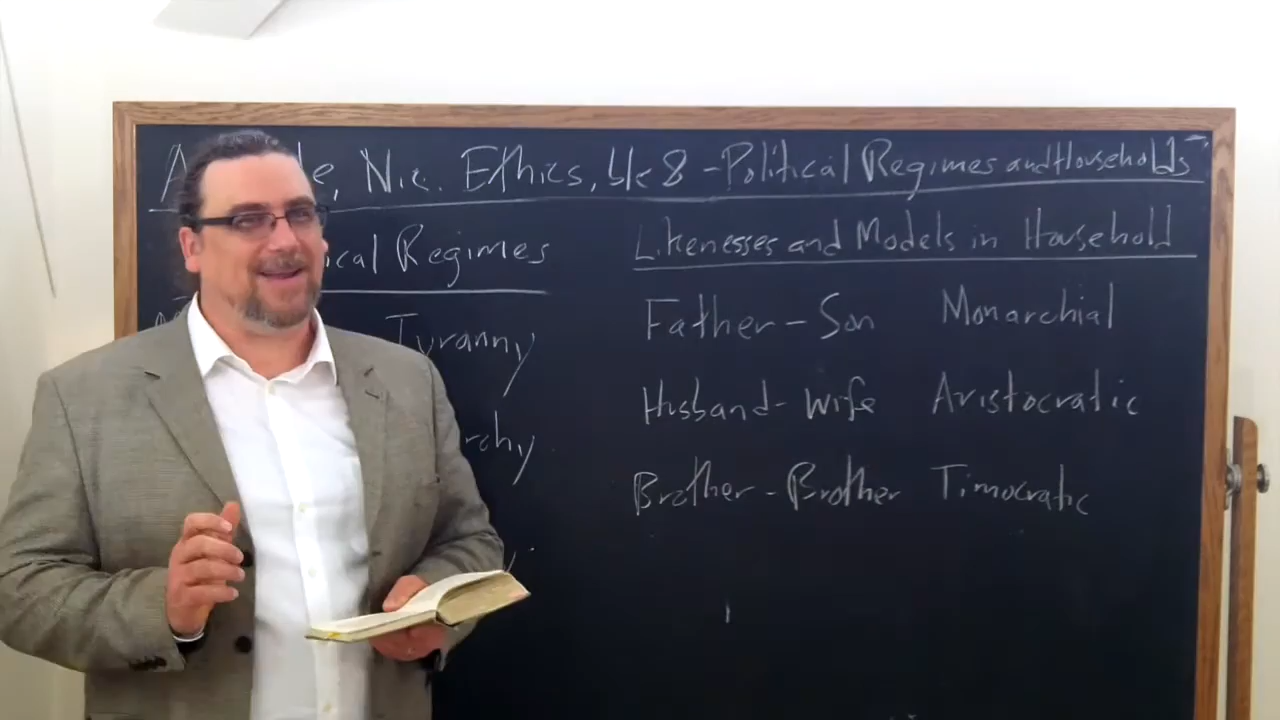 Nic. Ethics, bk 8 - Political Regimes and Households
ical Regimes
Tyranny
rchy
Likenesses and Models in Household
Father - Son Monarchial
Husband - Wife Aristocratic
Brother - Brother Timocratic